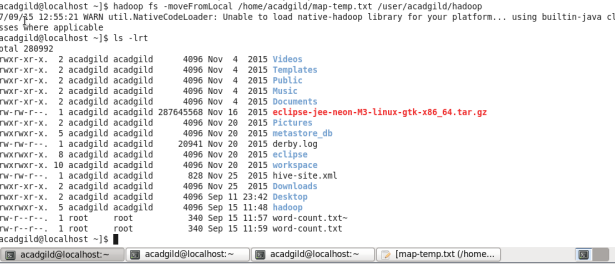 acadgild@localhost ~]$ hadoop fs -moveFromLocal /home/acadgild/map-temp.txt /user/acadgild/hadoop
7/09/15 12:55:21 WARN util.NativeCodeLoader: Unable to load native-hadoop library for your platform... using builtin-java cl
sses where applicable
acadgild@localhost ~]$ ls -lrt
otal 280992
rwxr-xr-x. 2 acadgild acadgild 4096 Nov 4 2015 Videos
rwxr-xr-x. 2 acadgild acadgild 4096 Nov 4 2015 Templates
rwxr-xr-x. 2 acadgild acadgild 4096 Nov 4 2015 Public
rwxr-xr-x. 2 acadgild acadgild 4096 Nov 4 2015 Music
rwxr-xr-x. 2 acadgild acadgild 4096 Nov 4 2015 Documents
rw-rw-r--. 1 acadgild acadgild 287645568 Nov 16 2015 eclipse-jee-neon-M3-linux-gtk-x86_64.tar.gz
rwxr-xr-x. 2 acadgild acadgild 4096 Nov 20 2015 Pictures
rwxrwxr-x. 5 acadgild acadgild 4096 Nov 20 2015 metastore_db
rw-rw-r--. 1 acadgild acadgild 20941 Nov 20 2015 derby.log
rwxrwxr-x. 8 acadgild acadgild 4096 Nov 20 2015 eclipse
rwxrwxr-x. 10 acadgild acadgild 4096 Nov 20 2015 workspace
rw-rw-r--. 1 acadgild acadgild 828 Nov 25 2015 hive-site.xml
rwxr-xr-x. 2 acadgild acadgild 4096 Nov 25 2015 Downloads
rwxr-xr-x. 2 acadgild acadgild 4096 Sep 11 23:42 Desktop
rwxr-xr-x. 5 acadgild acadgild 4096 Sep 15 11:48 hadoop
rw-r--r--. 1 root root 340 Sep 15 11:57 word-count.txt~
rw-r--r--. 1 root root 340 Sep 15 11:59 word-count.txt
acadgild@localhost ~]$
acadgild@localhost:~ acadgild@localhost:~ acadgild@localhost:~ [map-temp.txt (/home...